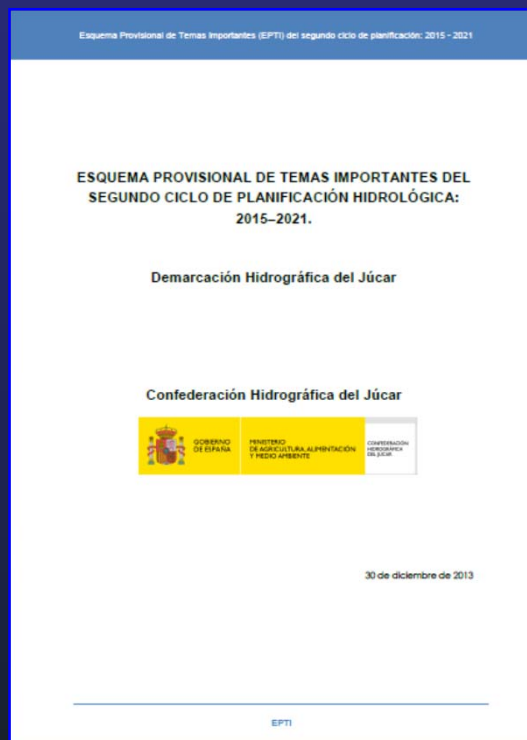 Esquema Provisional de Temas Importantes (EPTI) del segundo ciclo de planificación: 2015 - 2021
ESQUEMA PROVISIONAL DE TEMAS IMPORTANTES DEL
SEGUNDO CICLO DE PLANIFICACIÓN HIDROLÓGICA:
2015–2021.
Demarcación Hidrográfica del Júcar
Confederación Hidrográfica del Júcar
GOBIERNO
DE ESPAÑA
MINISTERIO
DE AGRICULTURA, ALIMENTACIÓN
Y MEDIO AMBIENTE
CONFEDERACIÓN
HIDROGRÁFICA
DEL JÚCAR
30 de diciembre de 2013
EPTI